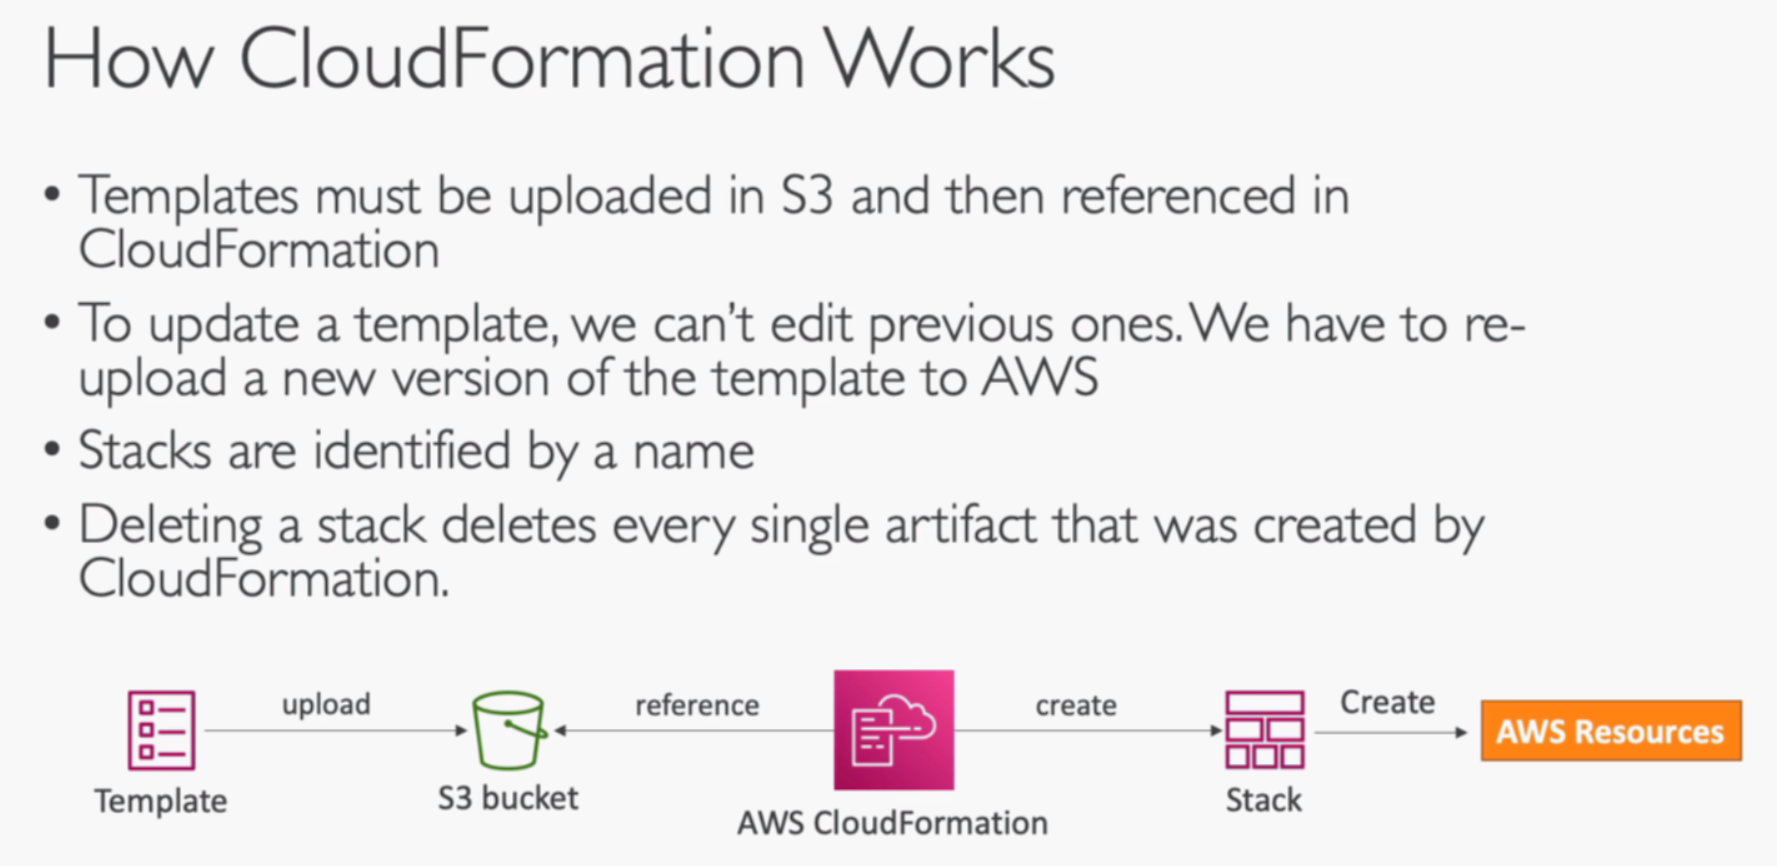 How CloudFormation Works
• Templates must be uploaded in S3 and then referenced in
CloudFormation
• To update a template, we can't edit previous ones. We have to re-
upload a new version of the template to AWS
• Stacks are identified by a name
• Deleting a stack deletes every single artifact that was created by
CloudFormation.
upload
reference
create
Create
AWS Resources
Template
S3 bucket
AWS CloudFormation
Stack